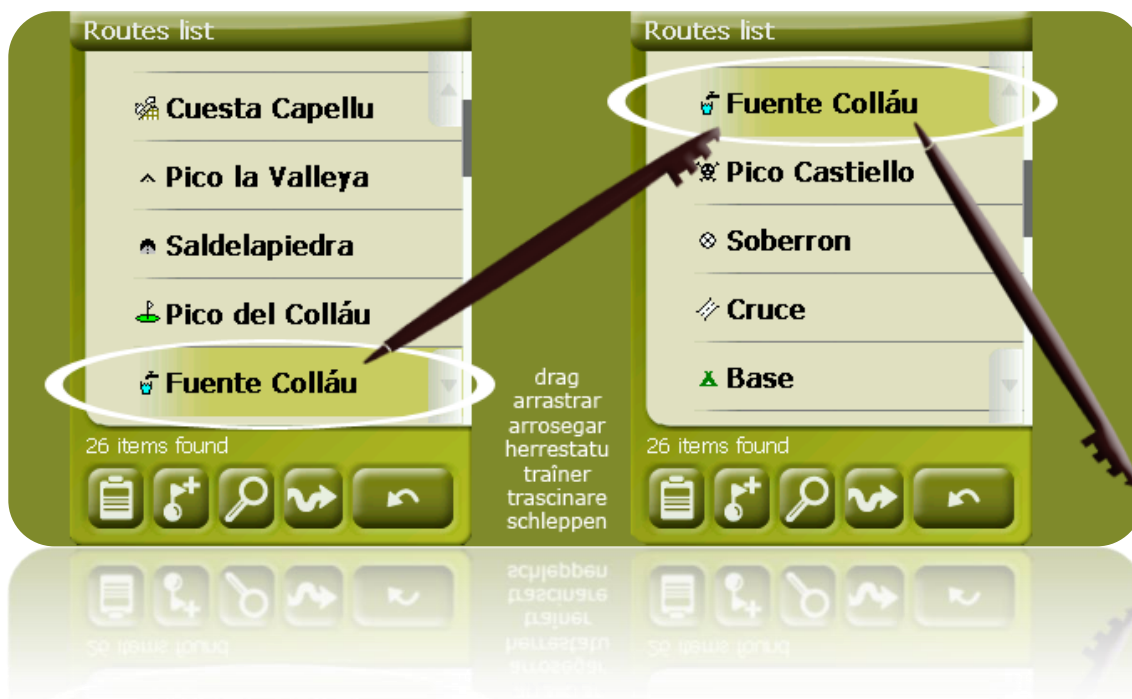 Routes list
Cuesta Capellu
Pico la Valleya
Saldelapiedra
Pico del Colláu
Fuente Colláu
26 items found
drag
arrastrar
arrosegar
herrestatu
traîner
trascinare
schleppen
Routes list
Fuente Colláu
Pico Castiello
Soberron
Cruce
Base
26 items found